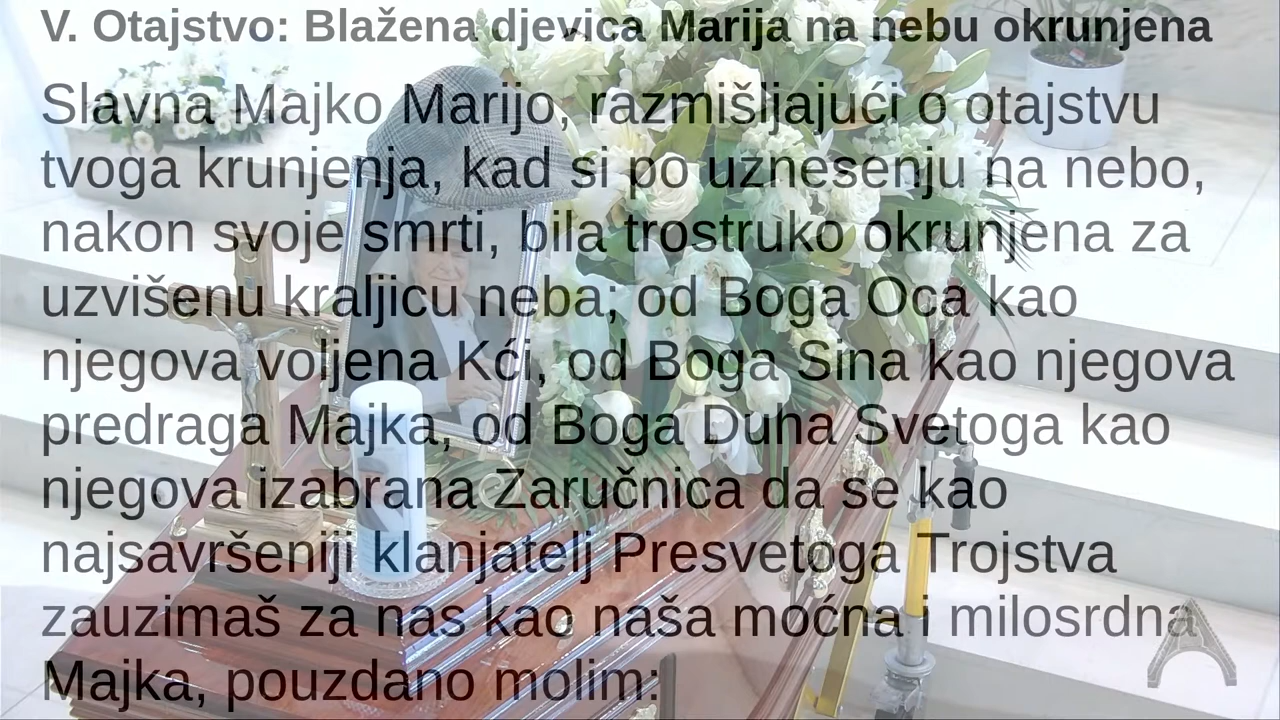 V. Otajstvo: Blažena djevica Marija na nebu okrunjena
Slavna Majko Marijo, razmišljajući o otajstvu
tvoga krunjenja, kad si po uznesenju na nebo,
nakon svoje smrti, bila trostruko okrunjena za
uzvišenu kraljicu neba; od Boga Oca kao
njegova voljena Kći, od Boga Sina kao njegova
predraga Majka, od Boga Duha Svetoga kao
njegova izabrana Zaručnica da se kao
najsavršeniji klanjatelj Presvetoga Trojstva
zauzimaš za nas kao naša moćna i milosrdna
Majka, pouzdano molim: